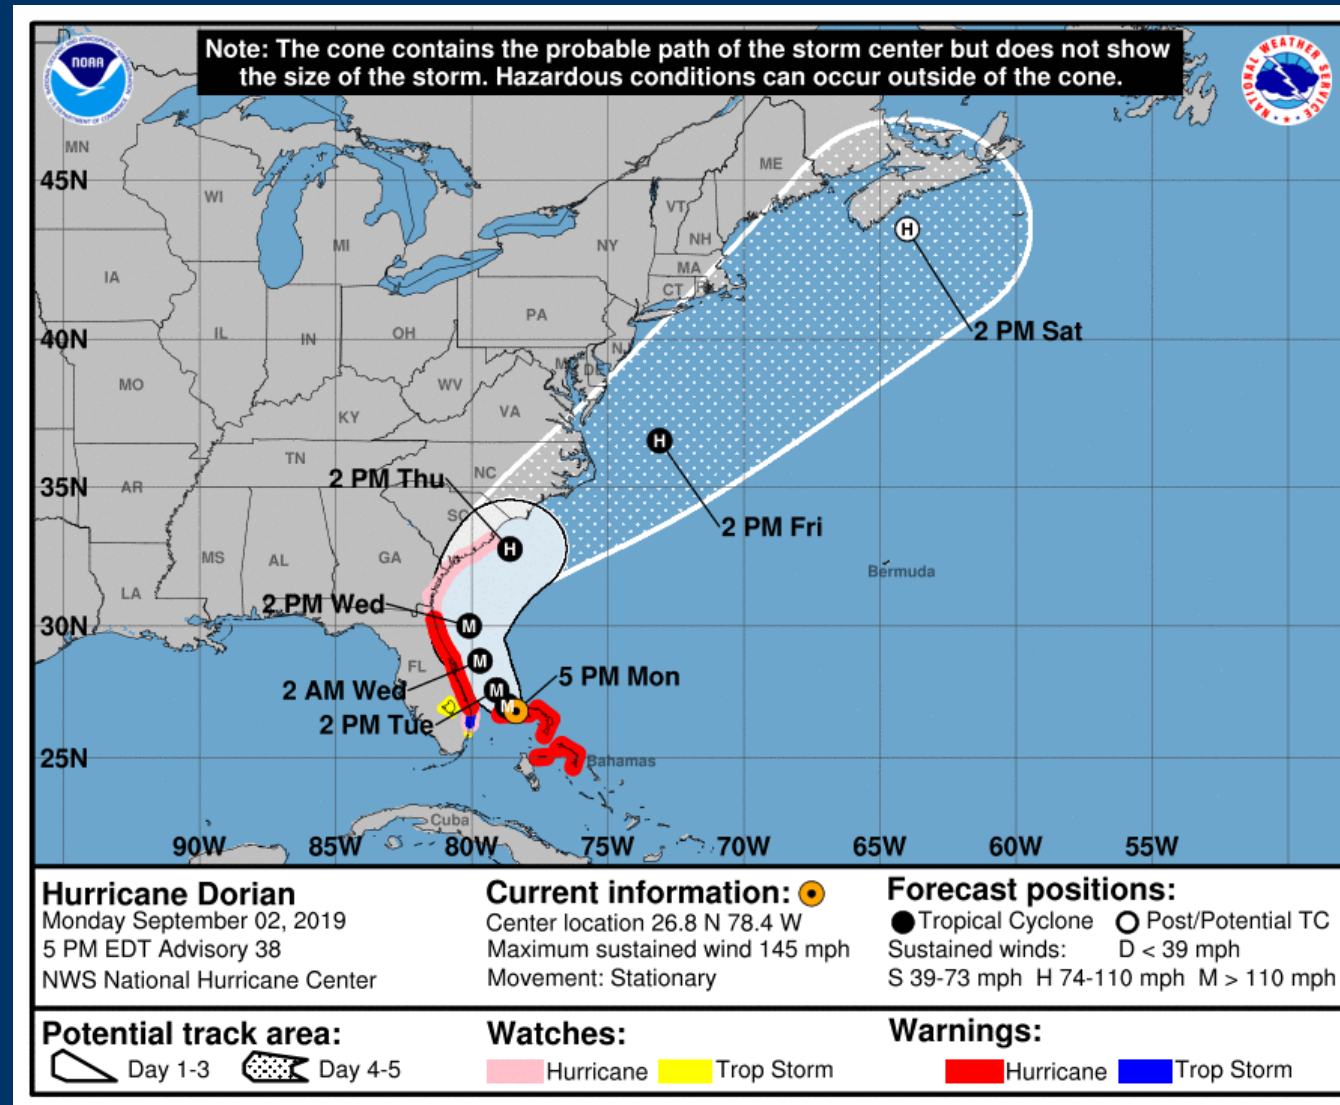 Note: The cone contains the probable path of the storm center but does not show
the size of the storm. Hazardous conditions can occur outside of the cone.
NOAA
NATIONAL WEATHER SERVICE
MN
ME
45N
WI
VT
MI
NY
NH
IA
MA
CT
PA
2 PM Sat
40N
IL
IN
OH
NJ
DE
MO
WV
VA
KY
TN
NC
2 PM Thu
AR
35N
SC
2 PM Fri
MS
AL
GA
Bermuda
LA
2 PM Wed
30N
FL
5 PM Mon
2 AM Wed
2 PM Tue
25N
Bahamas
Cuba
90W 85W 80W 75W 70W 65W 60W 55W
H
H
H
M
M
M
M
Hurricane Dorian
Monday September 02, 2019
5 PM EDT Advisory 38
NWS National Hurricane Center
Current information:
Center location 26.8 N 78.4 W
Maximum sustained wind 145 mph
Movement: Stationary
Forecast positions:
Tropical Cyclone Post/Potential TC
Sustained winds: D < 39 mph
S 39-73 mph H 74-110 mph M > 110 mph
Potential track area:
Day 1-3 Day 4-5
Watches:
Hurricane Trop Storm
Warnings:
Hurricane Trop Storm